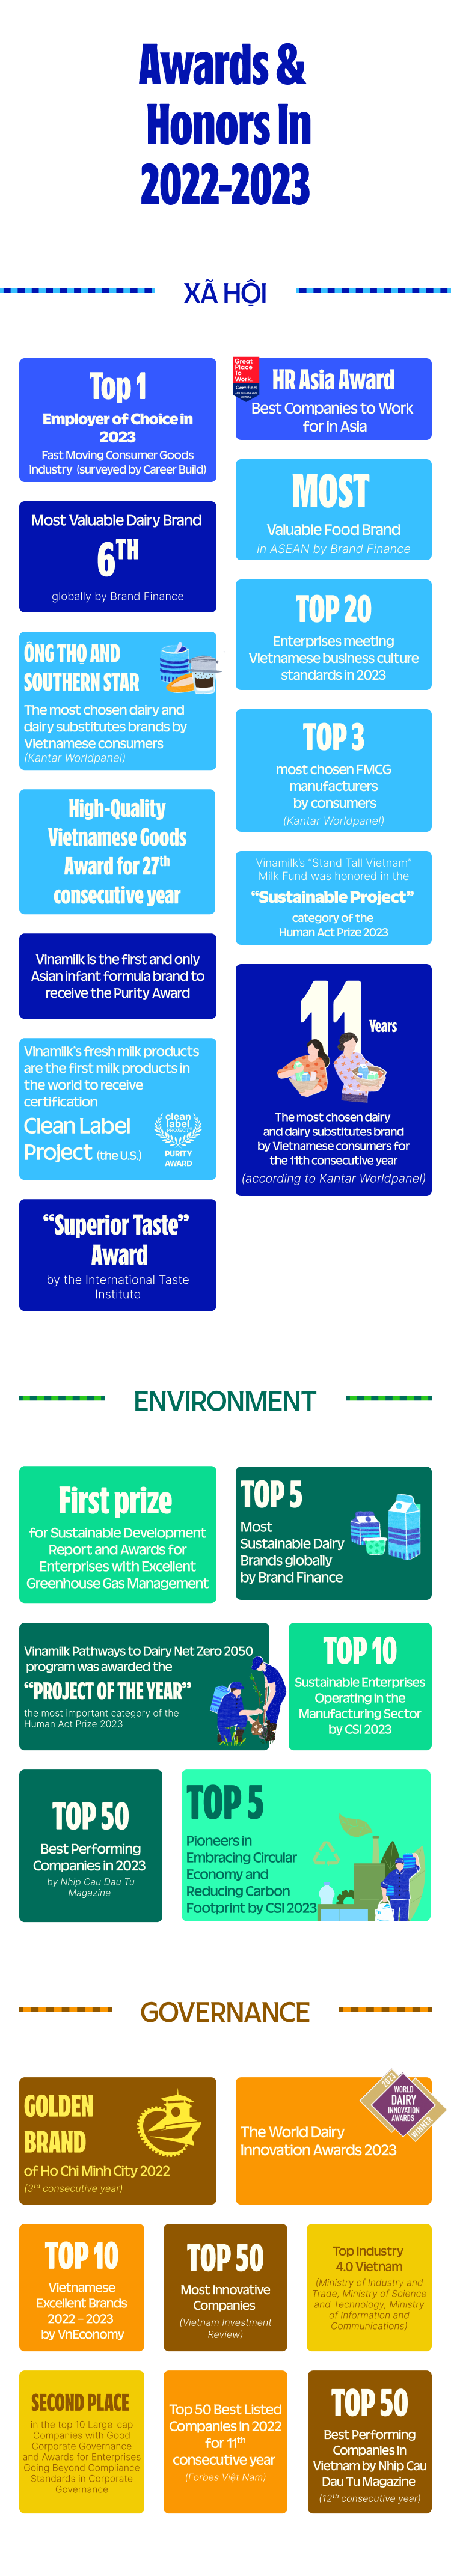 Awards &
Honors In
2022-2023
XÃ HỘI
Top 1
Employer of Choice in
2023
Fast Moving Consumer Goods
Industry (surveyed by Career Build)
Great
Place
To
Work.
Certified
HR Asia Award
Best Companies to Work
for in Asia
Most Valuable Dairy Brand
6TH
globally by Brand Finance
MOST
Valuable Food Brand
in ASEAN by Brand Finance
ÔNG THỌ AND
SOUTHERN STAR
The most chosen dairy and
dairy substitutes brands by
Vietnamese consumers
(Kantar Worldpanel)
TOP 20
Enterprises meeting
Vietnamese business culture
standards in 2023
High-Quality
Vietnamese Goods
Award for 27th
consecutive year
TOP 3
most chosen FMCG
manufacturers
by consumers
(Kantar Worldpanel)
Vinamilk's "Stand Tall Vietnam"
Milk Fund was honored in the
“Sustainable Project”
category of the
Human Act Prize 2023
Vinamilk is the first and only
Asian infant formula brand to
receive the Purity Award
11
Years
The most chosen dairy
and dairy substitutes brand
by Vietnamese consumers for
the 11th consecutive year
(according to Kantar Worldpanel)
Vinamilk's fresh milk products
are the first milk products in
the world to receive
certification
Clean Label
Project (the U.S.)
clean
label
PROJECT
PURITY
AWARD
“Superior Taste”
Award
by the International Taste
Institute
ENVIRONMENT
First prize
for Sustainable Development
Report and Awards for
Enterprises with Excellent
Greenhouse Gas Management
TOP 5
Most
Sustainable Dairy
Brands globally
by Brand Finance
Vinamilk Pathways to Dairy Net Zero 2050
program was awarded the
“PROJECT OF THE YEAR”
the most important category of the
Human Act Prize 2023
TOP 10
Sustainable Enterprises
Operating in the
Manufacturing Sector
by CSI 2023
TOP 50
Best Performing
Companies in 2023
by Nhip Cau Dau Tu
Magazine
TOP 5
Pioneers in
Embracing Circular
Economy and
Reducing Carbon
Footprint by CSI 2023
GOVERNANCE
GOLDEN
BRAND
of Ho Chi Minh City 2022
(3rd consecutive year)
The World Dairy
Innovation Awards 2023
2023
WORLD
DAIRY
INNOVATION
AWARDS
WINNER
TOP 10
Vietnamese
Excellent Brands
2022 – 2023
by VnEconomy
TOP 50
Most Innovative
Companies
(Vietnam Investment
Review)
Top Industry
4.0 Vietnam
(Ministry of Industry and
Trade, Ministry of Science
and Technology, Ministry
of Information and
Communications)
SECOND PLACE
in the top 10 Large-cap
Companies with Good
Corporate Governance
and Awards for Enterprises
Going Beyond Compliance
Standards in Corporate
Governance
Top 50 Best Listed
Companies in 2022
for 11th
consecutive year
(Forbes Việt Nam)
TOP 50
Best Performing
Companies in
Vietnam by Nhip Cau
Dau Tu Magazine
(12th consecutive year)